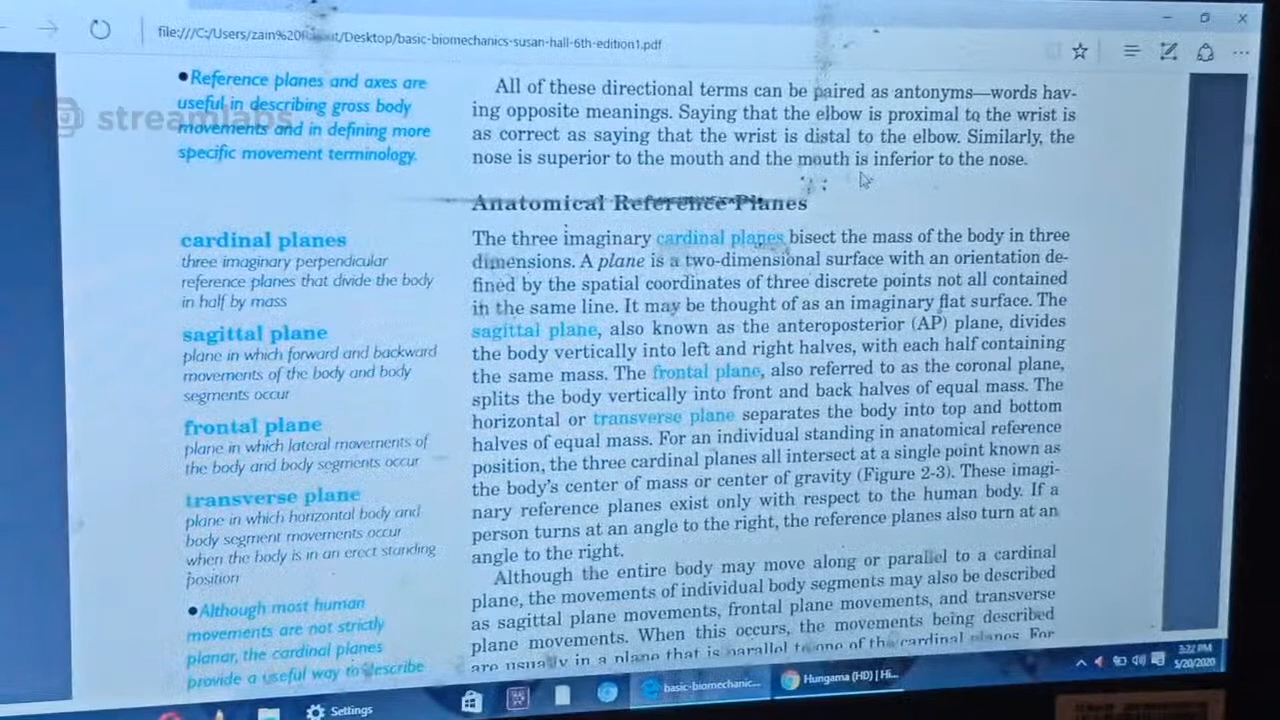 file:///C:/Users/zain%20 /Desktop/basic-biomechanics-susan-hall-6th-edition1.pdf
streamlabs
●Reference planes and axes are
useful in describing gross body
movements and in defining more
specific movement terminology.
cardinal planes
three imaginary perpendicular
reference planes that divide the body
in half by mass
sagittal plane
plane in which forward and backward
movements of the body and body
segments occur
frontal plane
plane in which lateral movements of
the body and body segments occur
transverse plane
plane in which horizontal body and
body segment movements occur
when the body is in an erect standing
position
●Although most human
movements are not strictly
planar, the cardinal planes
provide a useful way to describe
All of these directional terms can be paired as antonyms—words hav-
ing opposite meanings. Saying that the elbow is proximal to the wrist is
as correct as saying that the wrist is distal to the elbow. Similarly, the
nose is superior to the mouth and the mouth is inferior to the nose.
Anatomical Reference Planes
The three imaginary cardinal planes bisect the mass of the body in three
dimensions. A plane is a two-dimensional surface with an orientation de-
fined by the spatial coordinates of three discrete points not all contained
in the same line. It may be thought of as an imaginary flat surface. The
sagittal plane, also known as the anteroposterior (AP) plane, divides
the body vertically into left and right halves, with each half containing
the same mass. The frontal plane, also referred to as the coronal plane,
splits the body vertically into front and back halves of equal mass. The
horizontal or transverse plane separates the body into top and bottom
halves of equal mass. For an individual standing in anatomical reference
position, the three cardinal planes all intersect at a single point known as
the body's center of mass or center of gravity (Figure 2-3). These imagi-
nary reference planes exist only with respect to the human body. If a
person turns at an angle to the right, the reference planes also turn at an
angle to the right.
Although the entire body may move along or parallel to a cardinal
plane, the movements of individual body segments may also be described
as sagittal plane movements, frontal plane movements, and transverse
plane movements. When this occurs, the movements being described
are usually in a plane that is parallel to one of the cardinal planes. For
Settings
basic-biomechanic...
Hungama (HD) | Hi...
3:22 PM
5/20/2020